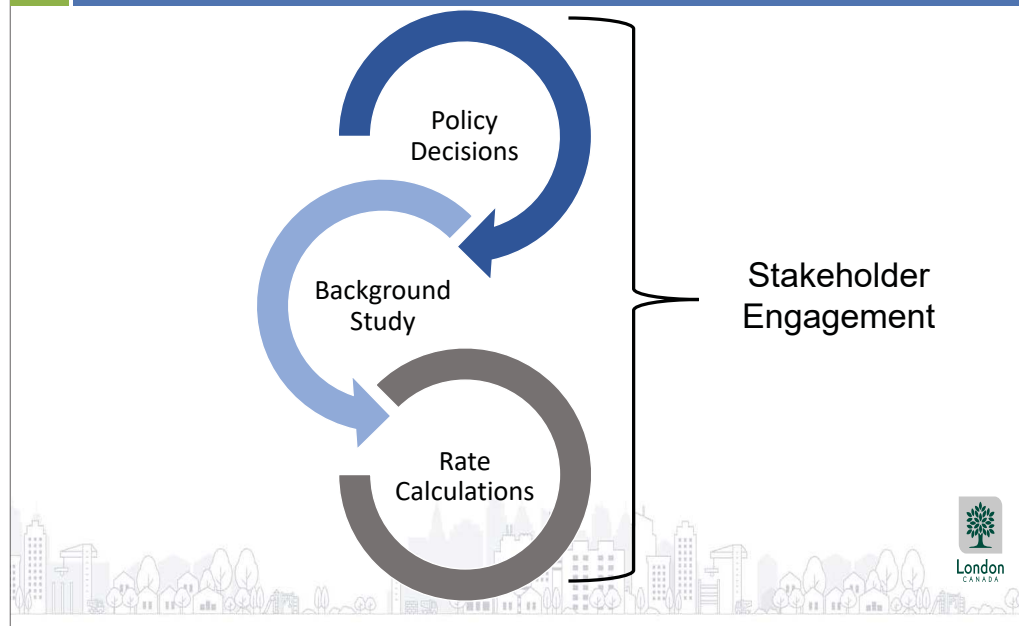 Policy
Decisions
Background
Study
Rate
Calculations
Stakeholder
Engagement
London
CANADA